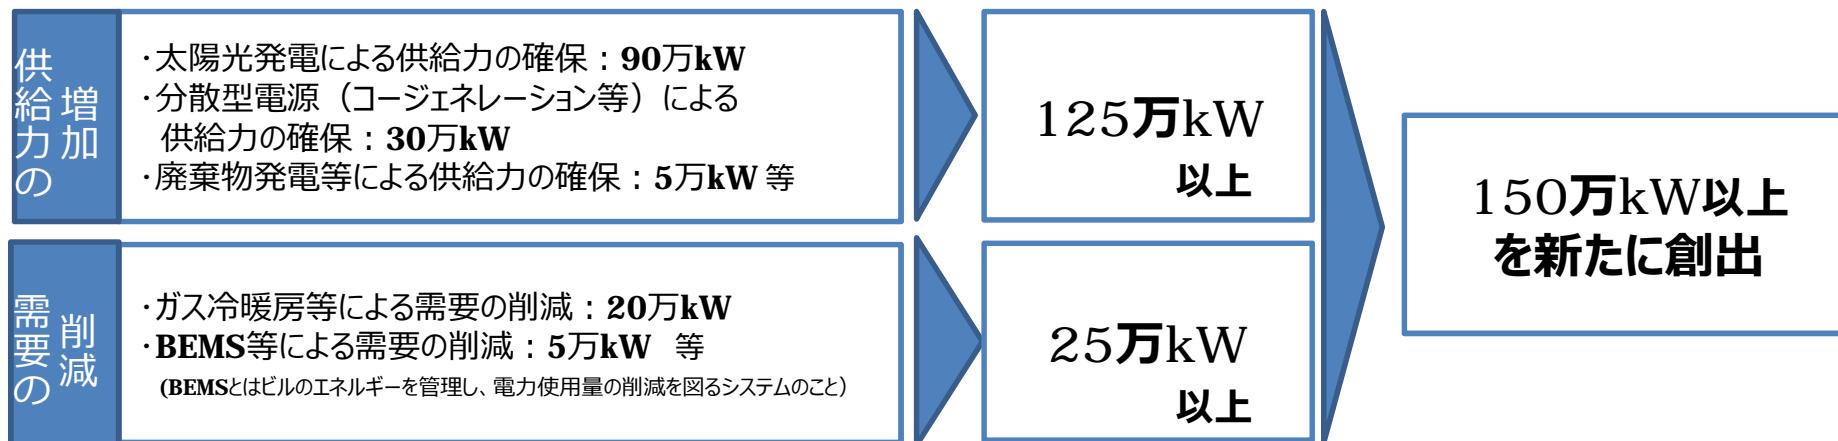 供給力の
増加
・太陽光発電による供給力の確保：90万kW
・分散型電源（コージェネレーション等）による
供給力の確保：30万kW
・廃棄物発電等による供給力の確保：5万kW 等
125万kW
以上
需要の
削減
・ガス冷暖房等による需要の削減：20万kW
・BEMS等による需要の削減：5万kW 等
(BEMSとはビルのエネルギーを管理し、電力使用量の削減を図るシステムのこと）
25万kW
以上
150万kW以上
を新たに創出